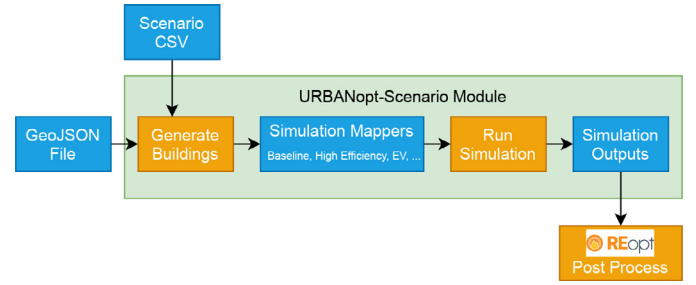 Scenario
CSV
URBANopt-Scenario Module
GeoJSON
File
Generate
Buildings
Simulation Mappers
Baseline, High Efficiency, EV, ...
Run
Simulation
Simulation
Outputs
REopt
Post Process